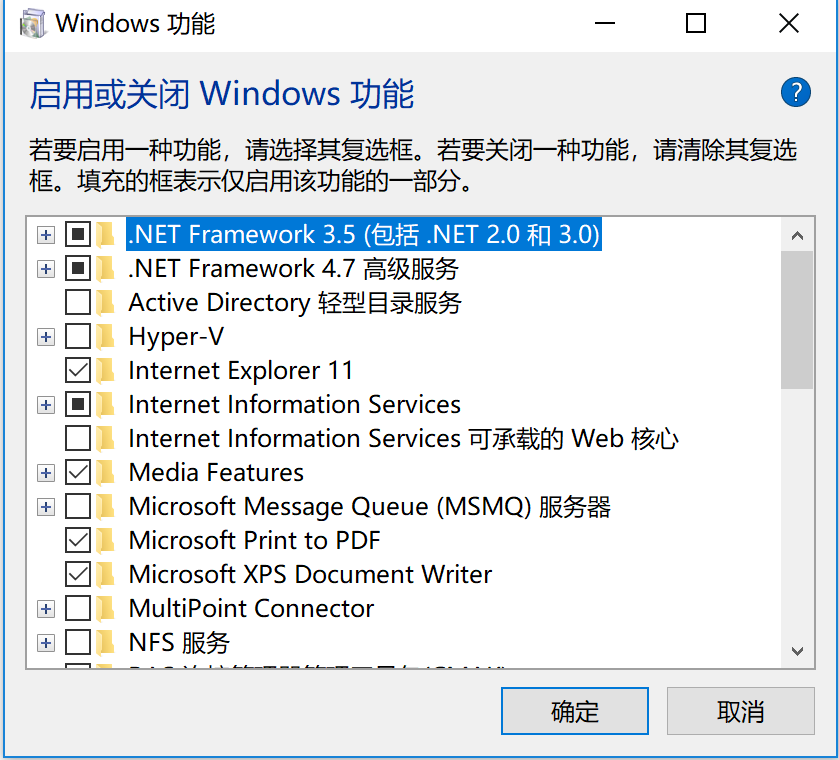 Windows 功能
启用或关闭 Windows 功能
?
若要启用一种功能，请选择其复选框。若要关闭一种功能，请清除其复选
框。填充的框表示仅启用该功能的一部分。
.NET Framework 3.5 (包括 .NET 2.0 和 3.0)
.NET Framework 4.7 高级服务
Active Directory 轻型目录服务
Hyper-V
Internet Explorer 11
Internet Information Services
Internet Information Services 可承载的 Web 核心
Media Features
Microsoft Message Queue (MSMQ) 服务器
Microsoft Print to PDF
Microsoft XPS Document Writer
MultiPoint Connector
NFS 服务
确定
取消